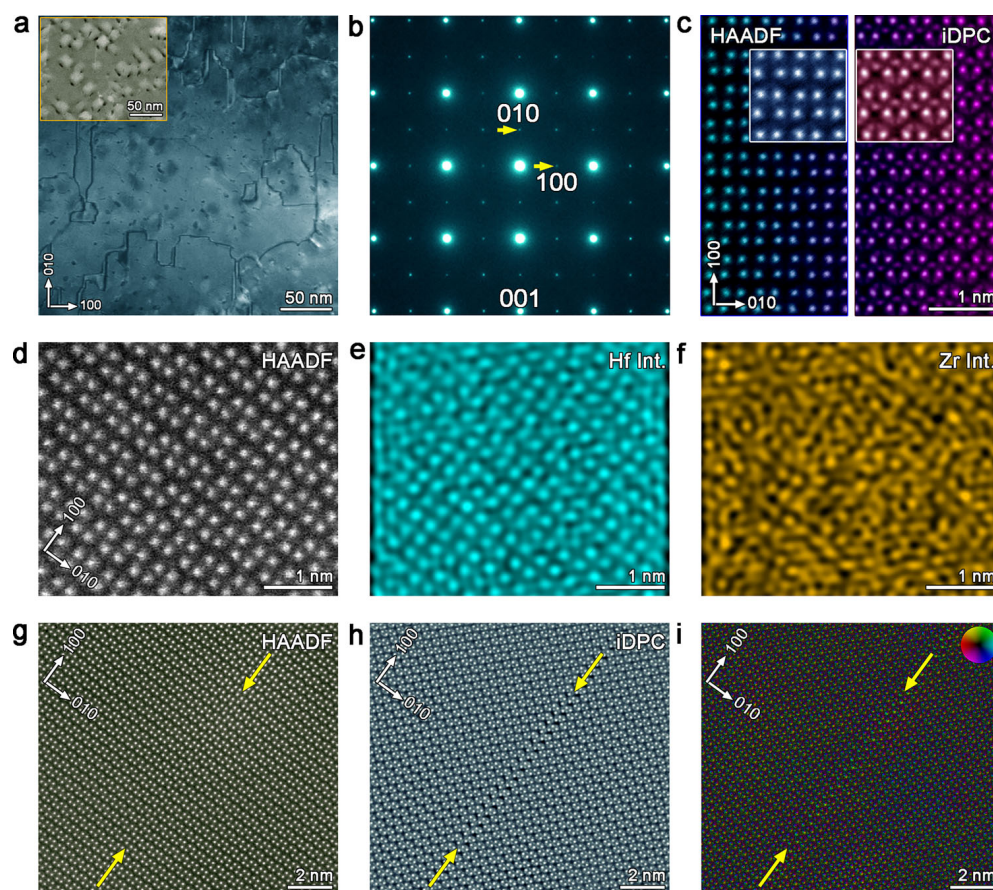 a
50 nm
010
100
50 nm
b
010
100
001
c
HAADF
iDPC
100
010
1 nm
d
HAADF
100
010
1 nm
e
Hf Int.
1 nm
f
Zr Int.
1 nm
g
HAADF
100
010
2 nm
h
iDPC
100
010
2 nm
i
100
010
2 nm